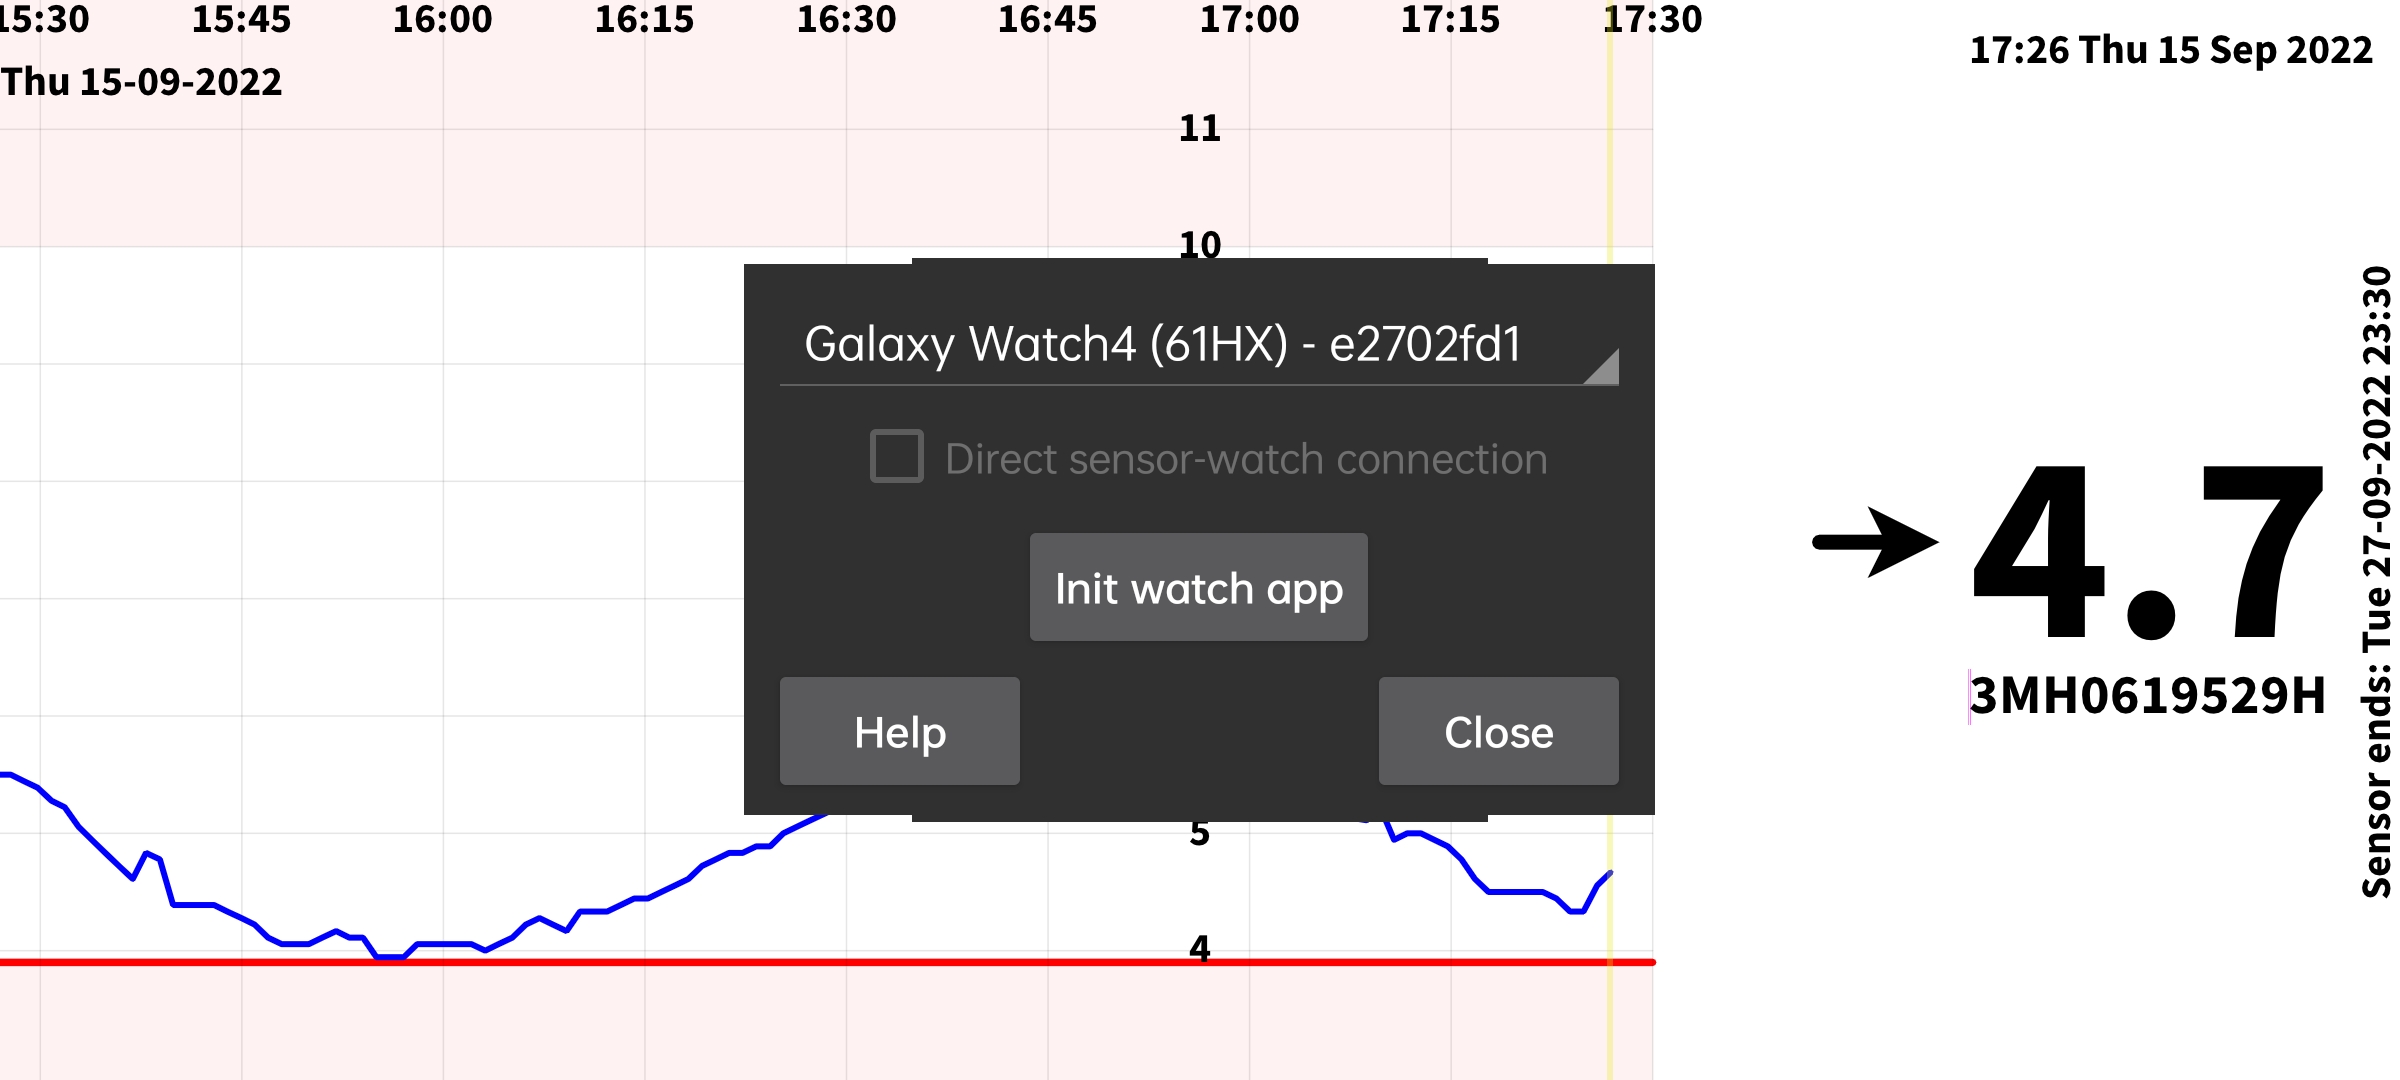 15:30 15:45 16:00 16:15 16:30 16:45 17:00 17:15 17:30
17:26 Thu 15 Sep 2022
Thu 15-09-2022
11
10
Galaxy Watch4 (61HX) - e2702fd1
Direct sensor-watch connection
Init watch app
Help Close
5
4
4.7
3MH0619529H
Sensor ends: Tue 27-09-2022 23:30